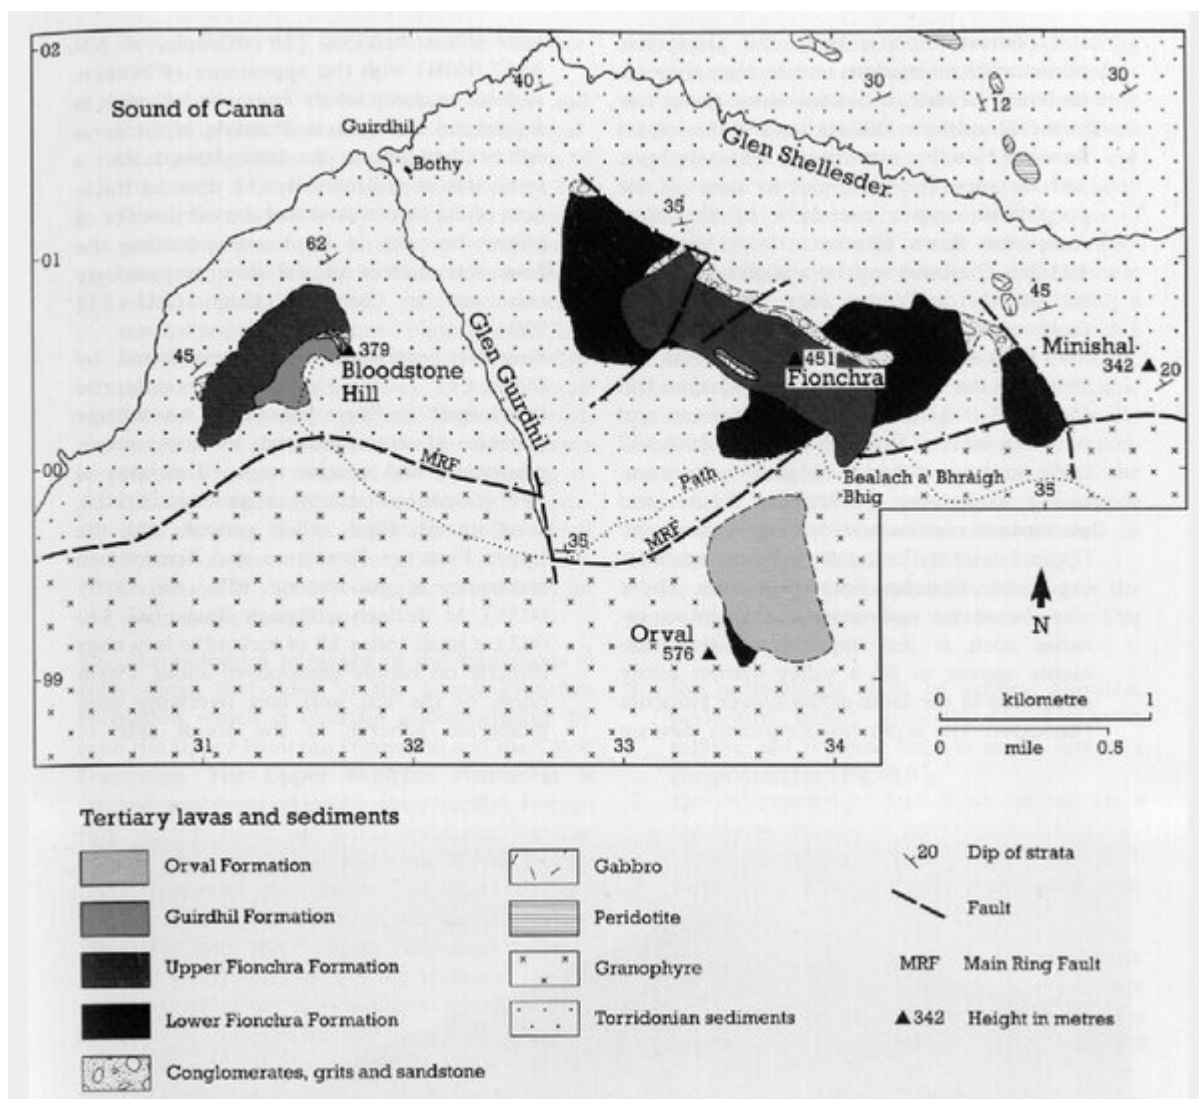 02
40
30
30
Sound of Canna
12
Guirdhil
Glen Shellesder
Bothy
35
62
01
45
45
379
Bloodstone
Hill
Glen Guirdhil
451
Fionchra
Minishal
342
20
00
MRF
Path
Bealach a' Bhràigh
Bhig
35
35
MRF
N
Orval
576
99
0 kilometre 1
0 mile 0.5
31
32
33
34
Tertiary lavas and sediments
Orval Formation
Guirdhil Formation
Upper Fionchra Formation
Lower Fionchra Formation
Conglomerates, grits and sandstone
Gabbro
Peridotite
Granophyre
Torridonian sediments
20 Dip of strata
Fault
MRF Main Ring Fault
342 Height in metres